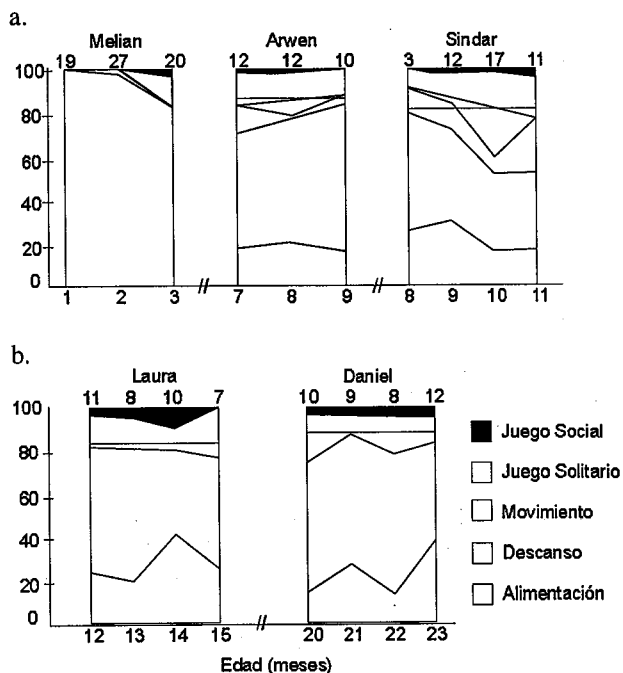 a.
Melian Arwen Sindar
19 27 20 12 12 10 3 12 17 11
100
80
60
40
20
0
1 2 3 // 7 8 9 // 8 9 10 11
b.
Laura Daniel
11 8 10 7 10 9 8 12
100
80
60
40
20
0
12 13 14 15 // 20 21 22 23
Edad (meses)
Juego Social
Juego Solitario
Movimiento
Descanso
Alimentación